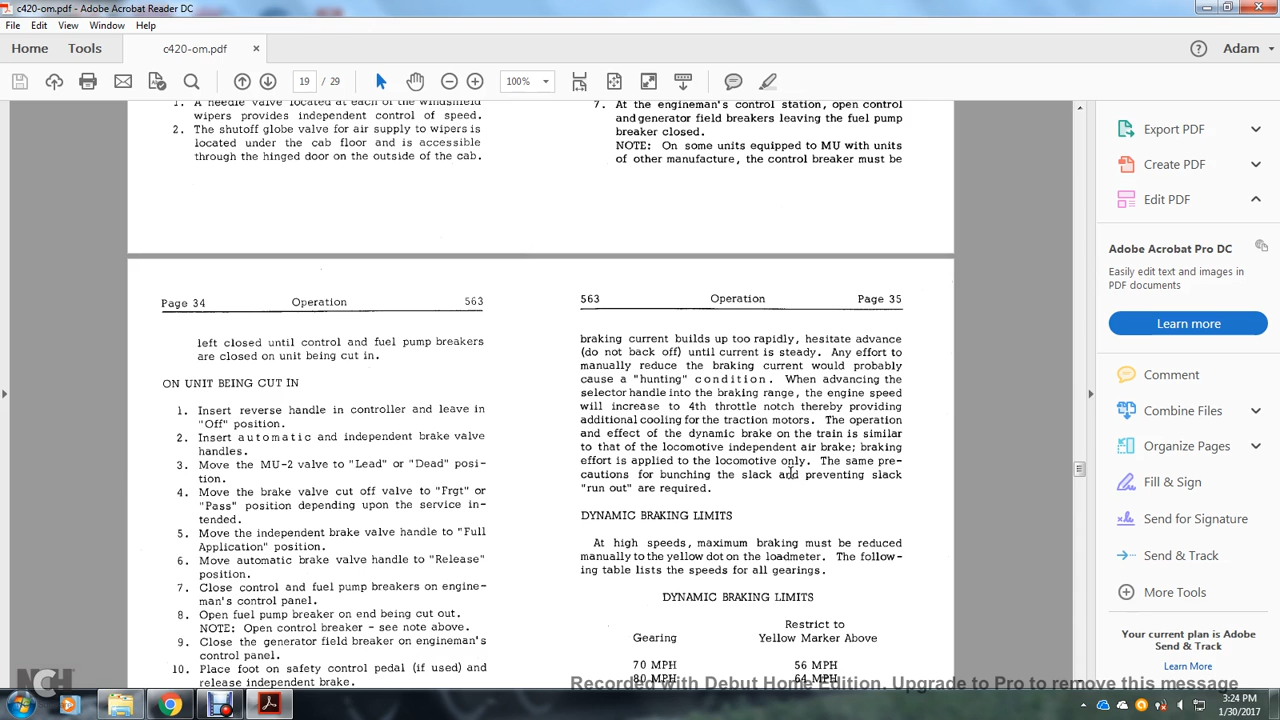 c420-om.pdf - Adobe Acrobat Reader DC
File Edit View Window Help
Home Tools c420-om.pdf × Adam
19 / 29 100%
1. A needle valve located at each of the windshield
wipers provides independent control of speed.
2. The shutoff globe valve for air supply to wipers is
located under the cab floor and is accessible
through the hinged door on the outside of the cab.
7. At the engineman's control station, open control
and generator field breakers leaving the fuel pump
breaker closed.
NOTE: On some units equipped to MU with units
of other manufacture, the control breaker must be
Page 34 Operation 563
left closed until control and fuel pump breakers
are closed on unit being cut in.
ON UNIT BEING CUT IN
1. Insert reverse handle in controller and leave in
"Off" position.
2. Insert automatic and independent brake valve
handles.
3. Move the MU-2 valve to "Lead" or "Dead" posi-
tion.
4. Move the brake valve cut off valve to "Frgt" or
"Pass" position depending upon the service in-
tended.
5. Move the independent brake valve handle to "Full
Application" position.
6. Move automatic brake valve handle to "Release"
position.
7. Close control and fuel pump breakers on engine-
man's control panel.
8. Open fuel pump breaker on end being cut out.
NOTE: Open control breaker - see note above.
9. Close the generator field breaker on engineman's
control panel.
10. Place foot on safety control pedal (if used) and
release independent brake.
563 Operation Page 35
braking current builds up too rapidly, hesitate advance
(do not back off) until current is steady. Any effort to
manually reduce the braking current would probably
cause a "hunting" condition. When advancing the
selector handle into the braking range, the engine speed
will increase to 4th throttle notch thereby providing
additional cooling for the traction motors. The operation
and effect of the dynamic brake on the train is similar
to that of the locomotive independent air brake; braking
effort is applied to the locomotive only. The same pre-
cautions for bunching the slack and preventing slack
"run out" are required.
DYNAMIC BRAKING LIMITS
At high speeds, maximum braking must be reduced
manually to the yellow dot on the loadmeter. The follow-
ing table lists the speeds for all gearings.
DYNAMIC BRAKING LIMITS
Restrict to
Gearing Yellow Marker Above
70 MPH 56 MPH
80 MPH 64 MPH
Export PDF
Create PDF
Edit PDF
Adobe Acrobat Pro DC
Easily edit text and images in
PDF documents
Learn more
Comment
Combine Files
Organize Pages
Fill & Sign
Send for Signature
Send & Track
More Tools
Your current plan is Adobe
Send & Track
Learn More
NCH
Recorded with Debut Home Edition. Upgrade to Pro to remove this message
3:24 PM
1/30/2017